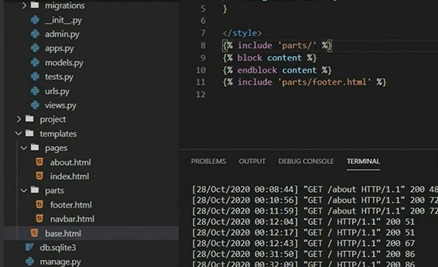 migrations
__init__.py
admin.py
apps.py
models.py
tests.py
urls.py
views.py
project
templates
pages
about.html
index.html
parts
footer.html
navbar.html
base.html
db.sqlite3
manage.py
5
6 }
7 </style>
8 {% include 'parts/' %}
9 {% block content %}
10 {% endblock content %}
11 {% include 'parts/footer.html' %}
12
PROBLEMS OUTPUT DEBUG CONSOLE TERMINAL
[28/Oct/2020 00:08:44] "GET /about HTTP/1.1" 200 48
[28/Oct/2020 00:10:56] "GET /about HTTP/1.1" 200 72
[28/Oct/2020 00:11:59] "GET /about HTTP/1.1" 200 72
[28/Oct/2020 00:12:04] "GET / HTTP/1.1" 200 51
[28/Oct/2020 00:12:17] "GET / HTTP/1.1" 200 51
[28/Oct/2020 00:12:43] "GET / HTTP/1.1" 200 67
[28/Oct/2020 00:31:50] "GET / HTTP/1.1" 200 86
[28/Oct/2020 00:32:09] "GET / HTTP/1.1" 200 86